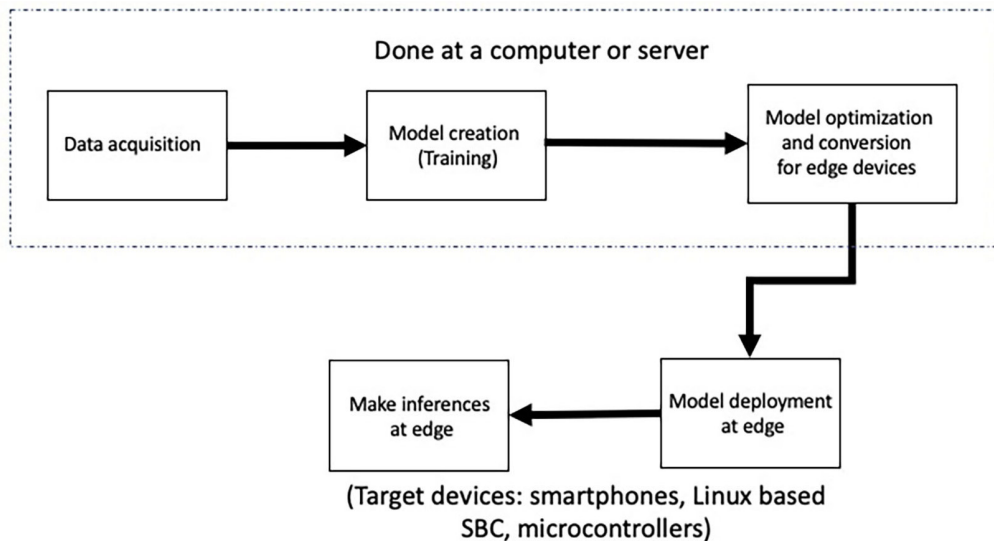 Done at a computer or server
Data acquisition
Model creation
(Training)
Model optimization
and conversion
for edge devices
Make inferences
at edge
Model deployment
at edge
(Target devices: smartphones, Linux based
SBC, microcontrollers)